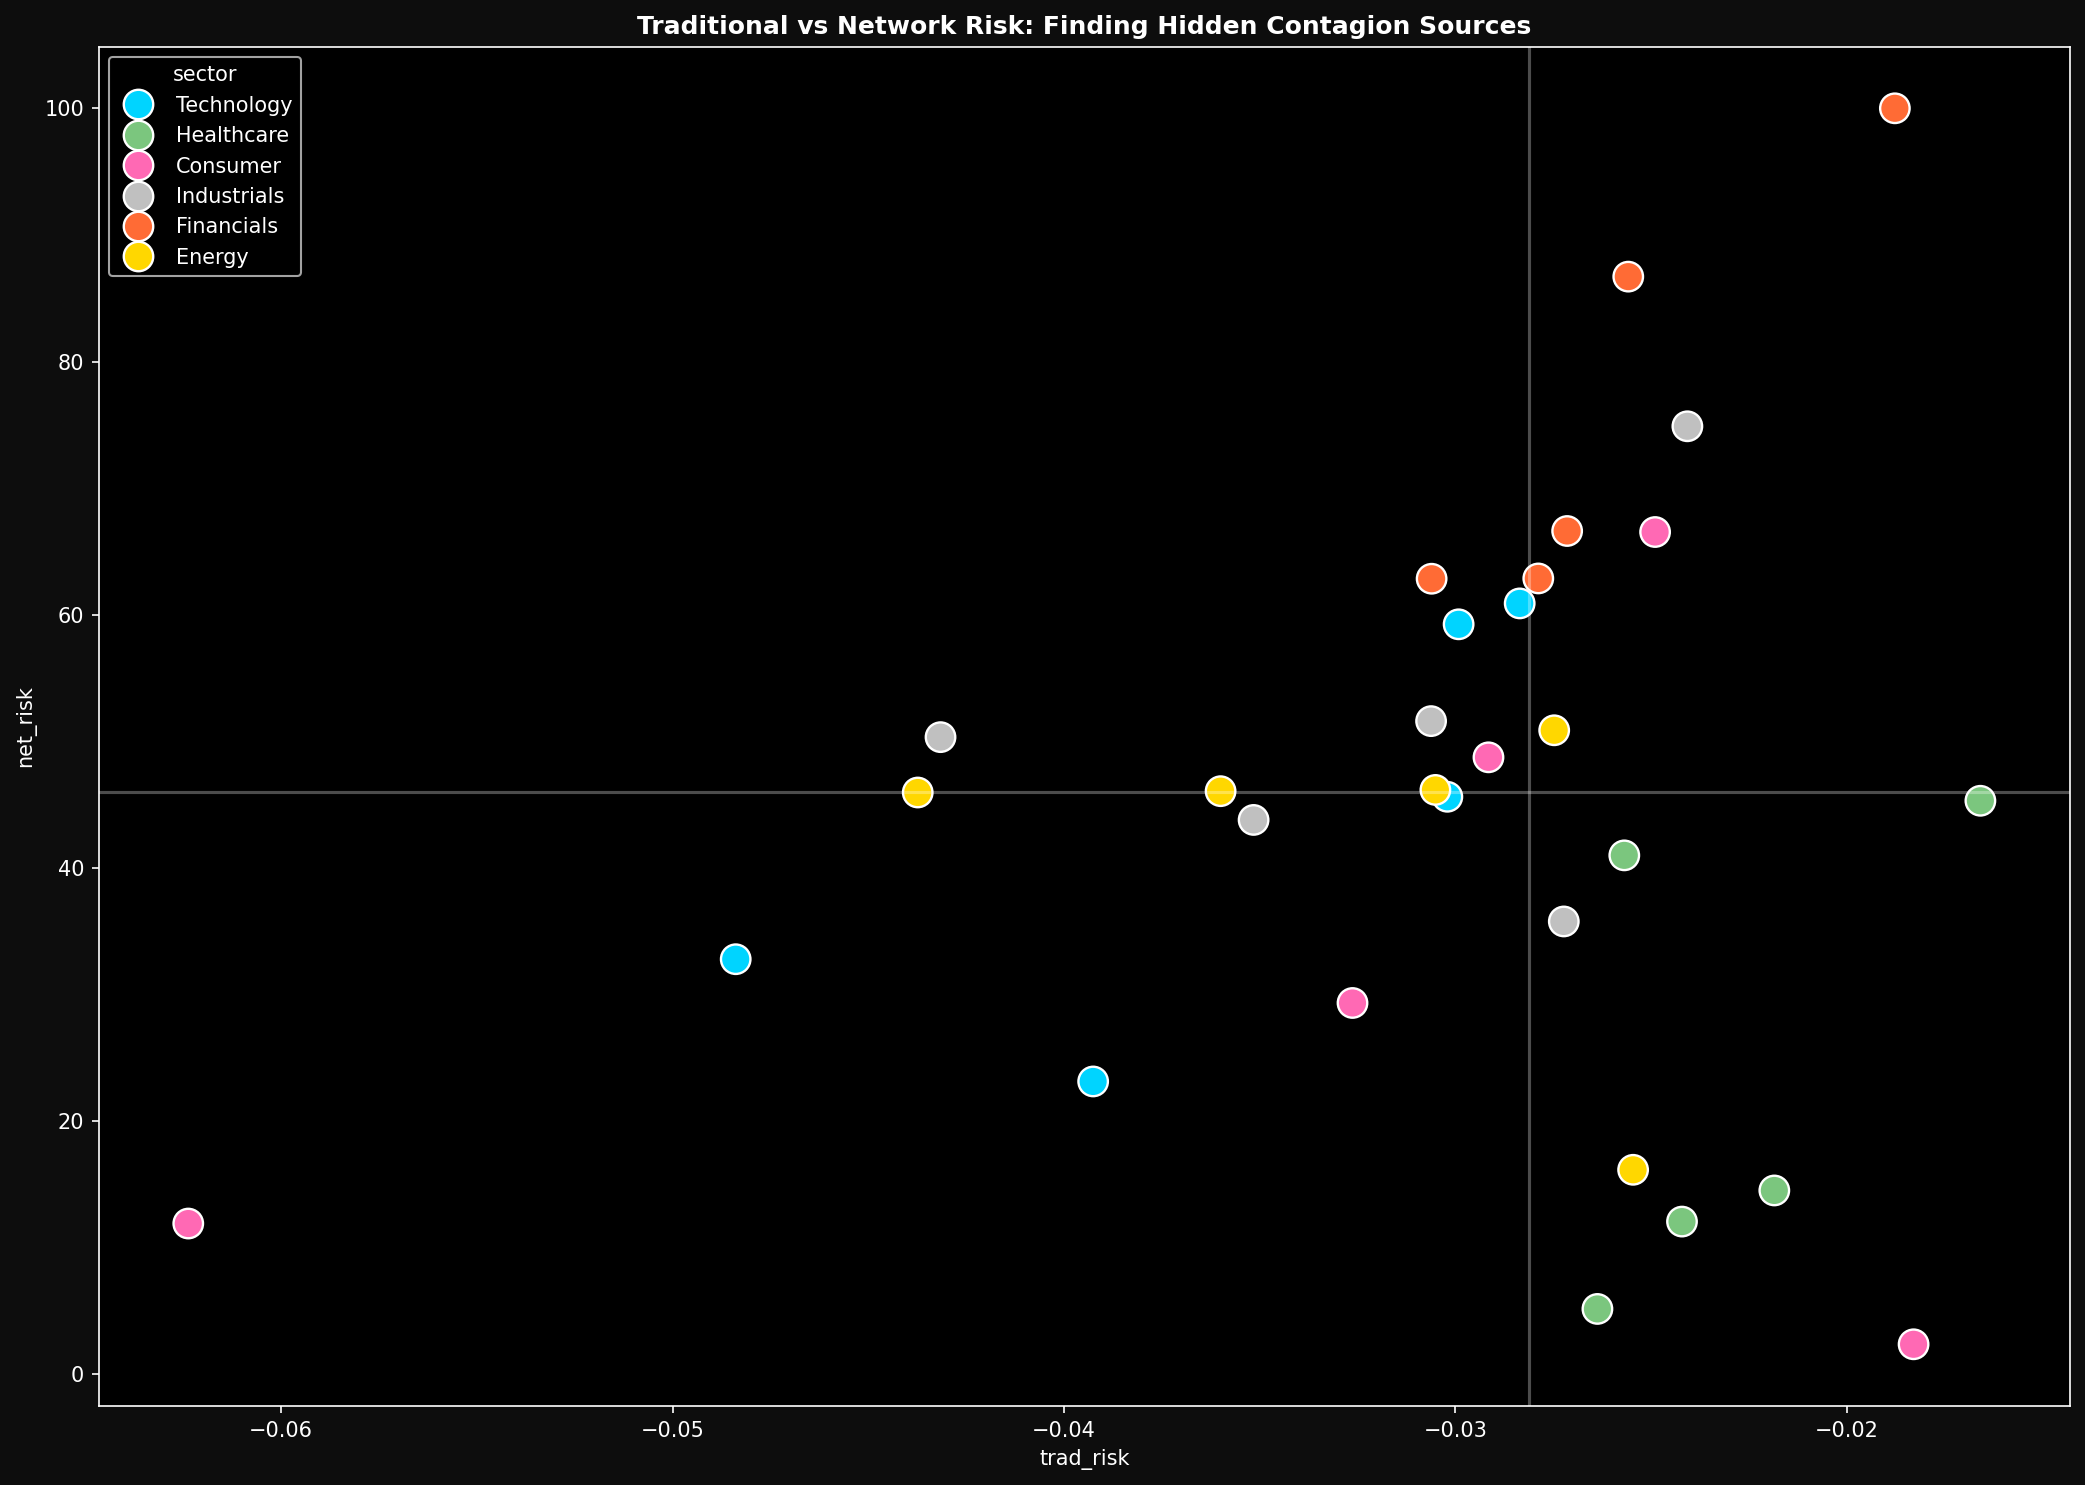 Traditional vs Network Risk: Finding Hidden Contagion Sources
sector
Technology
Healthcare
Consumer
Industrials
Financials
Energy
100
80
60
40
20
0
net_risk
−0.06
−0.05
−0.04
−0.03
−0.02
trad_risk